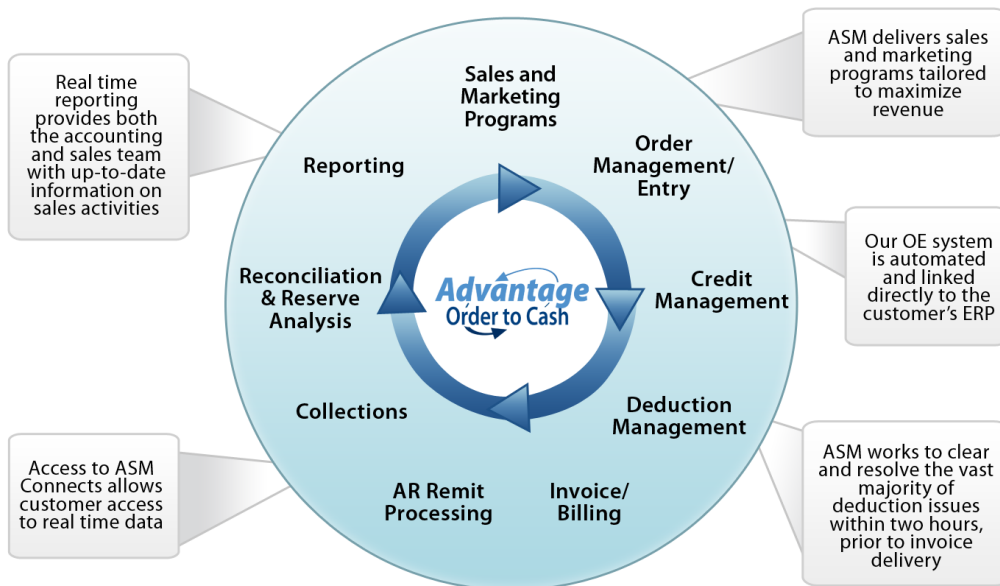 Sales and
Marketing
Programs
Order
Management/
Entry
Credit
Management
Deduction
Management
Invoice/
Billing
AR Remit
Processing
Collections
Reconciliation
& Reserve
Analysis
Reporting
Advantage
Order to Cash
ASM delivers sales
and marketing
programs tailored
to maximize
revenue
Our OE system
is automated
and linked
directly to the
customer’s ERP
ASM works to clear
and resolve the vast
majority of
deduction issues
within two hours,
prior to invoice
delivery
Access to ASM
Connects allows
customer access
to real time data
Real time
reporting
provides both
the accounting
and sales team
with up-to-date
information on
sales activities